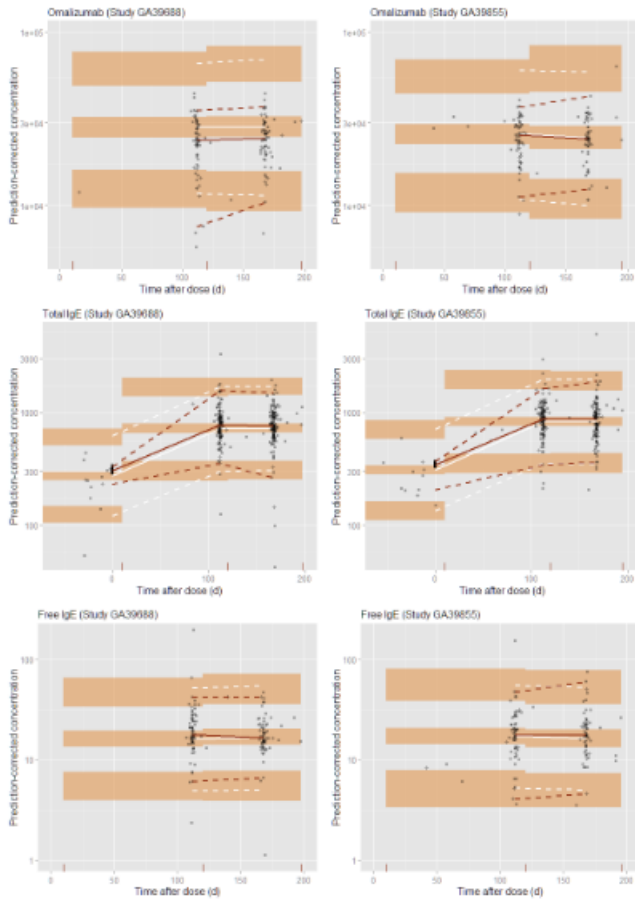 Omalizumab (Study GA39688)
Prediction-corrected concentration
1e+05
3e+04
1e+04
0
50
100
150
200
Time after dose (d)
Omalizumab (Study GA39855)
Prediction-corrected concentration
1e+05
3e+04
1e+04
0
50
100
150
200
Time after dose (d)
Total IgE (Study GA39688)
Prediction-corrected concentration
3000
1000
300
100
0
100
200
Time after dose (d)
Total IgE (Study GA39855)
Prediction-corrected concentration
3000
1000
300
100
0
100
200
Time after dose (d)
Free IgE (Study GA39688)
Prediction-corrected concentration
100
10
1
0
50
100
150
200
Time after dose (d)
Free IgE (Study GA39855)
Prediction-corrected concentration
100
10
1
0
50
100
150
200
Time after dose (d)